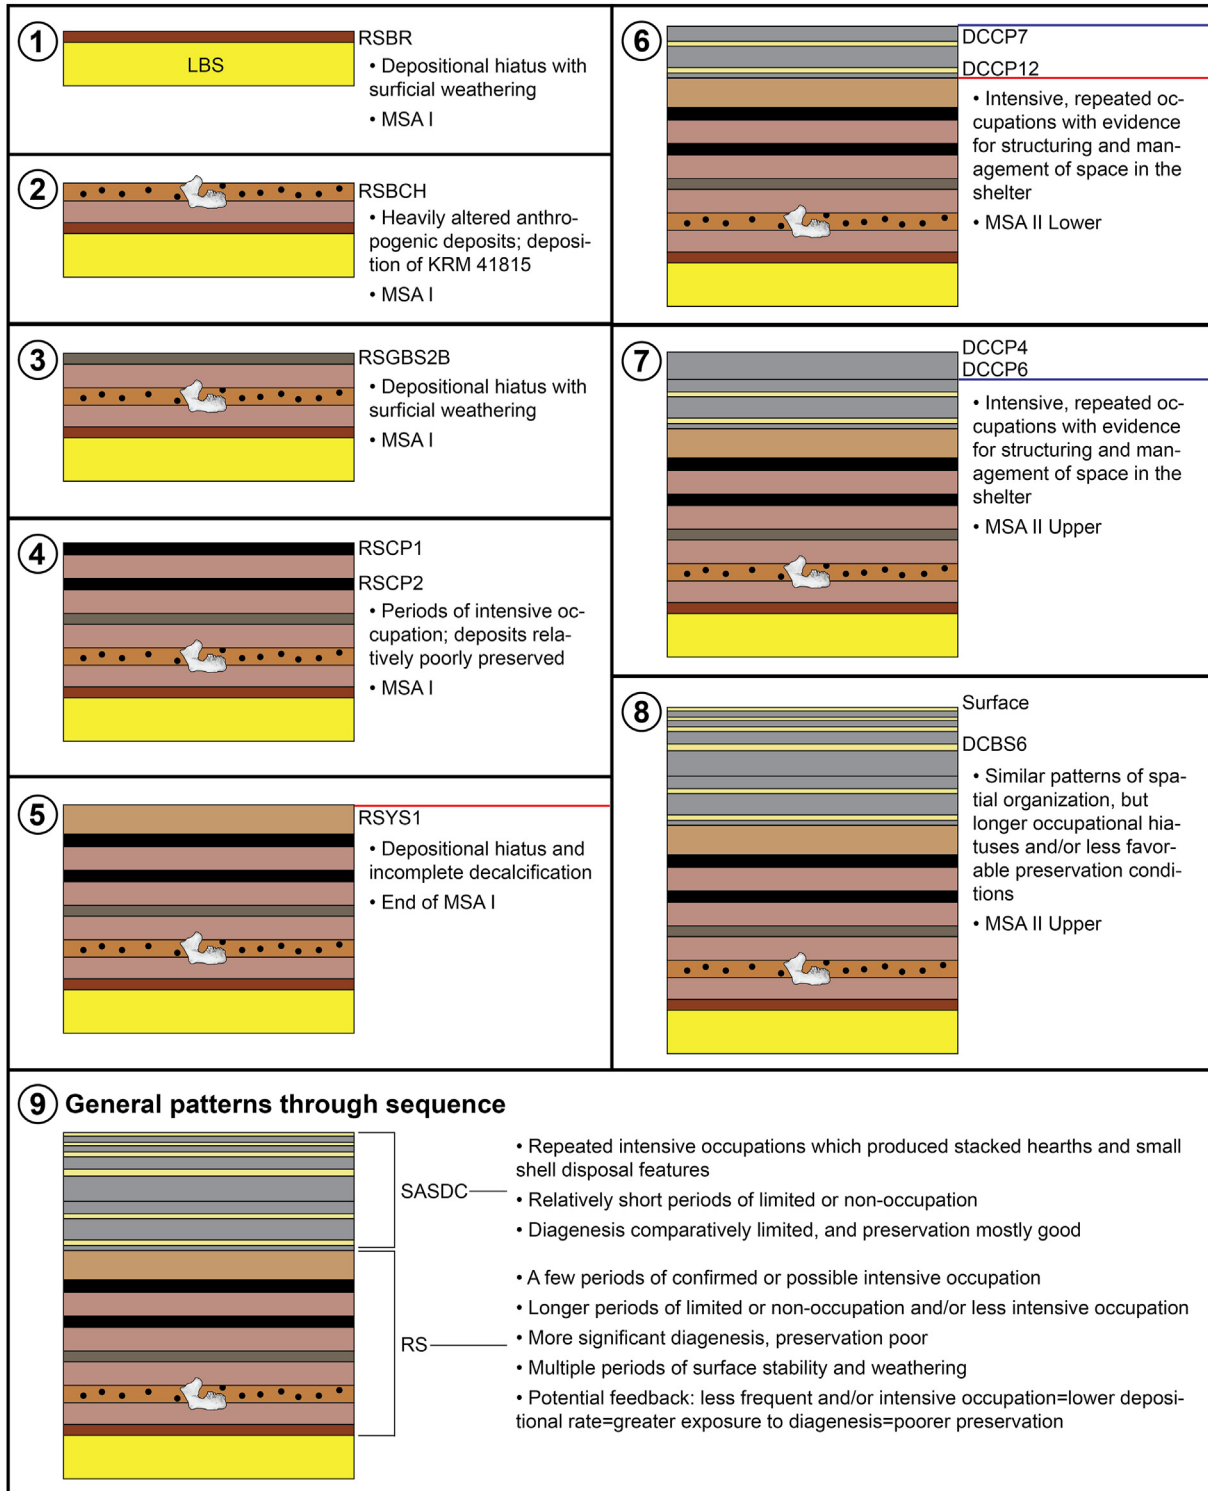 1
RSBR
LBS
• Depositional hiatus with
surficial weathering
• MSA I
2
RSBCH
• Heavily altered anthro-
pogenic deposits; deposi-
tion of KRM 41815
• MSA I
3
RSGBS2B
• Depositional hiatus with
surficial weathering
• MSA I
4
RSCP1
RSCP2
• Periods of intensive oc-
cupation; deposits rela-
tively poorly preserved
• MSA I
5
RSYS1
• Depositional hiatus and
incomplete decalcification
• End of MSA I
6
DCCP7
DCCP12
• Intensive, repeated oc-
cupations with evidence
for structuring and man-
agement of space in the
shelter
• MSA II Lower
7
DCCP4
DCCP6
• Intensive, repeated oc-
cupations with evidence
for structuring and man-
agement of space in the
shelter
• MSA II Upper
8
Surface
DCBS6
• Similar patterns of spa-
tial organization, but
longer occupational hia-
tuses and/or less favor-
able preservation condi-
tions
• MSA II Upper
9 General patterns through sequence
SASDC
• Repeated intensive occupations which produced stacked hearths and small
shell disposal features
• Relatively short periods of limited or non-occupation
• Diagenesis comparatively limited, and preservation mostly good
RS
• A few periods of confirmed or possible intensive occupation
• Longer periods of limited or non-occupation and/or less intensive occupation
• More significant diagenesis, preservation poor
• Multiple periods of surface stability and weathering
• Potential feedback: less frequent and/or intensive occupation=lower deposi-
tional rate=greater exposure to diagenesis=poorer preservation